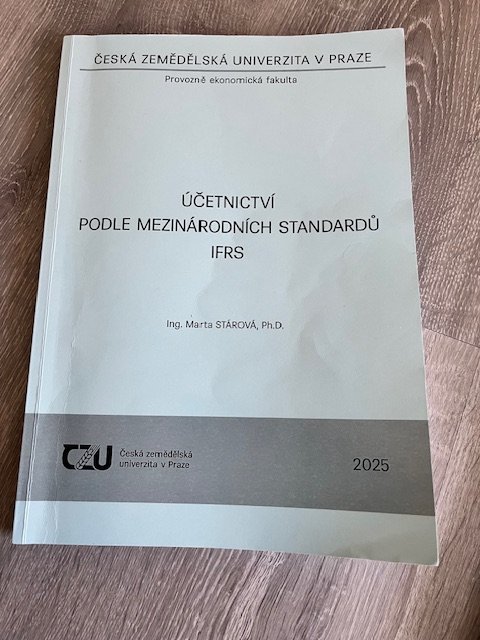 ČESKÁ ZEMĚDĚLSKÁ UNIVERZITA V PRAZE
Provozně ekonomická fakulta
ÚČETNICTVÍ
PODLE MEZINÁRODNÍCH STANDARDŮ
IFRS
Ing. Marta STÁROVÁ, Ph.D.
ČZU
Česká zemědělská
univerzita v Praze
2025